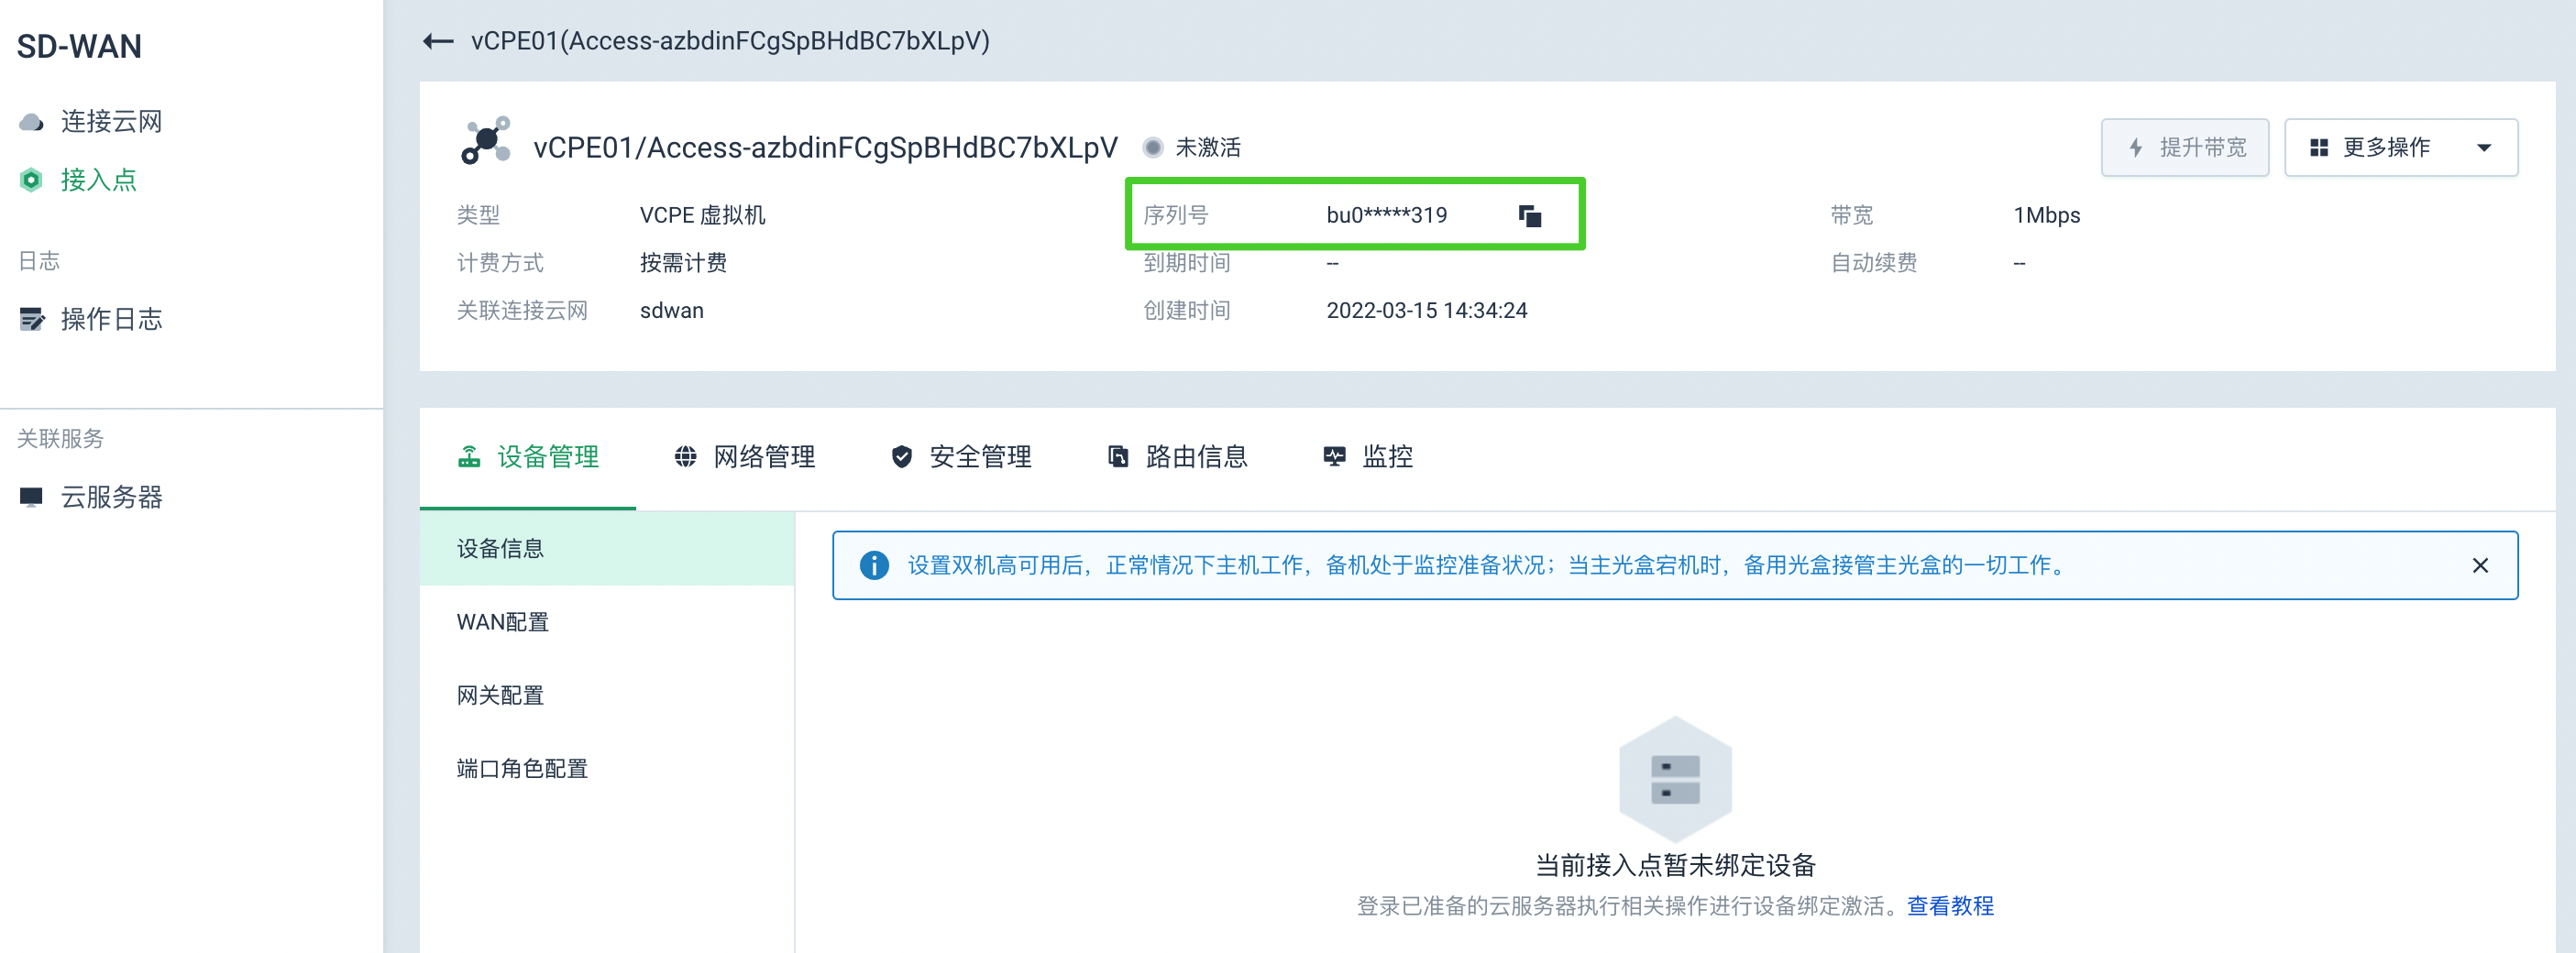 SD-WAN
连接云网
接入点
日志
操作日志
关联服务
云服务器
vCPE01(Access-azbdinFCgSpBHdBC7bXLpV)
vCPE01/Access-azbdinFCgSpBHdBC7bXLpV 未激活
提升带宽 更多操作
类型 VCPE 虚拟机 序列号 bu0*****319 带宽 1Mbps
计费方式 按需计费 到期时间 -- 自动续费 --
关联连接云网 sdwan 创建时间 2022-03-15 14:34:24
设备管理 网络管理 安全管理 路由信息 监控
设备信息
WAN配置
网关配置
端口角色配置
设置双机高可用后，正常情况下主机工作，备机处于监控准备状况；当主光盒宕机时，备用光盒接管主光盒的一切工作。
当前接入点暂未绑定设备
登录已准备的云服务器执行相关操作进行设备绑定激活。查看教程